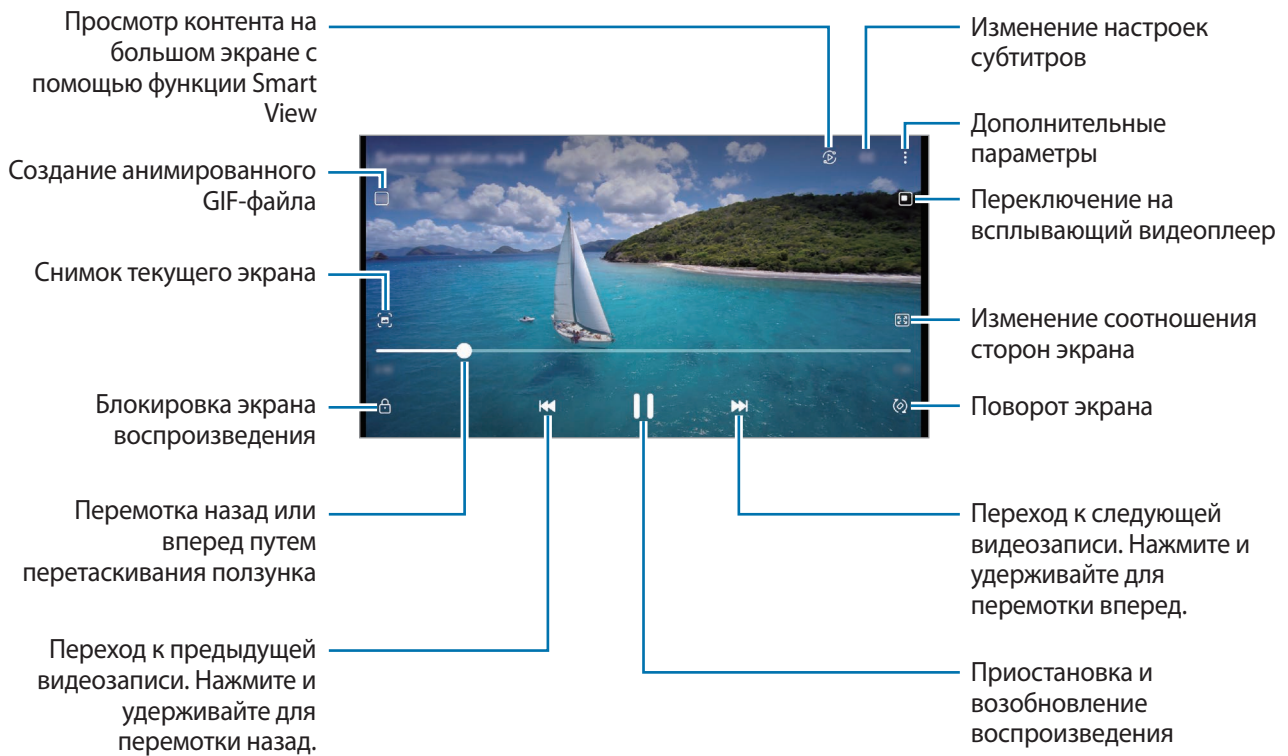 Просмотр контента на
большом экране с
помощью функции Smart
View
Создание анимированного
GIF-файла
Снимок текущего экрана
Блокировка экрана
воспроизведения
Перемотка назад или
вперед путем
перетаскивания ползунка
Переход к предыдущей
видеозаписи. Нажмите и
удерживайте для
перемотки назад.
Изменение настроек
субтитров
Дополнительные
параметры
Переключение на
всплывающий видеоплеер
Изменение соотношения
сторон экрана
Поворот экрана
Переход к следующей
видеозаписи. Нажмите и
удерживайте для
перемотки вперед.
Приостановка и
возобновление
воспроизведения